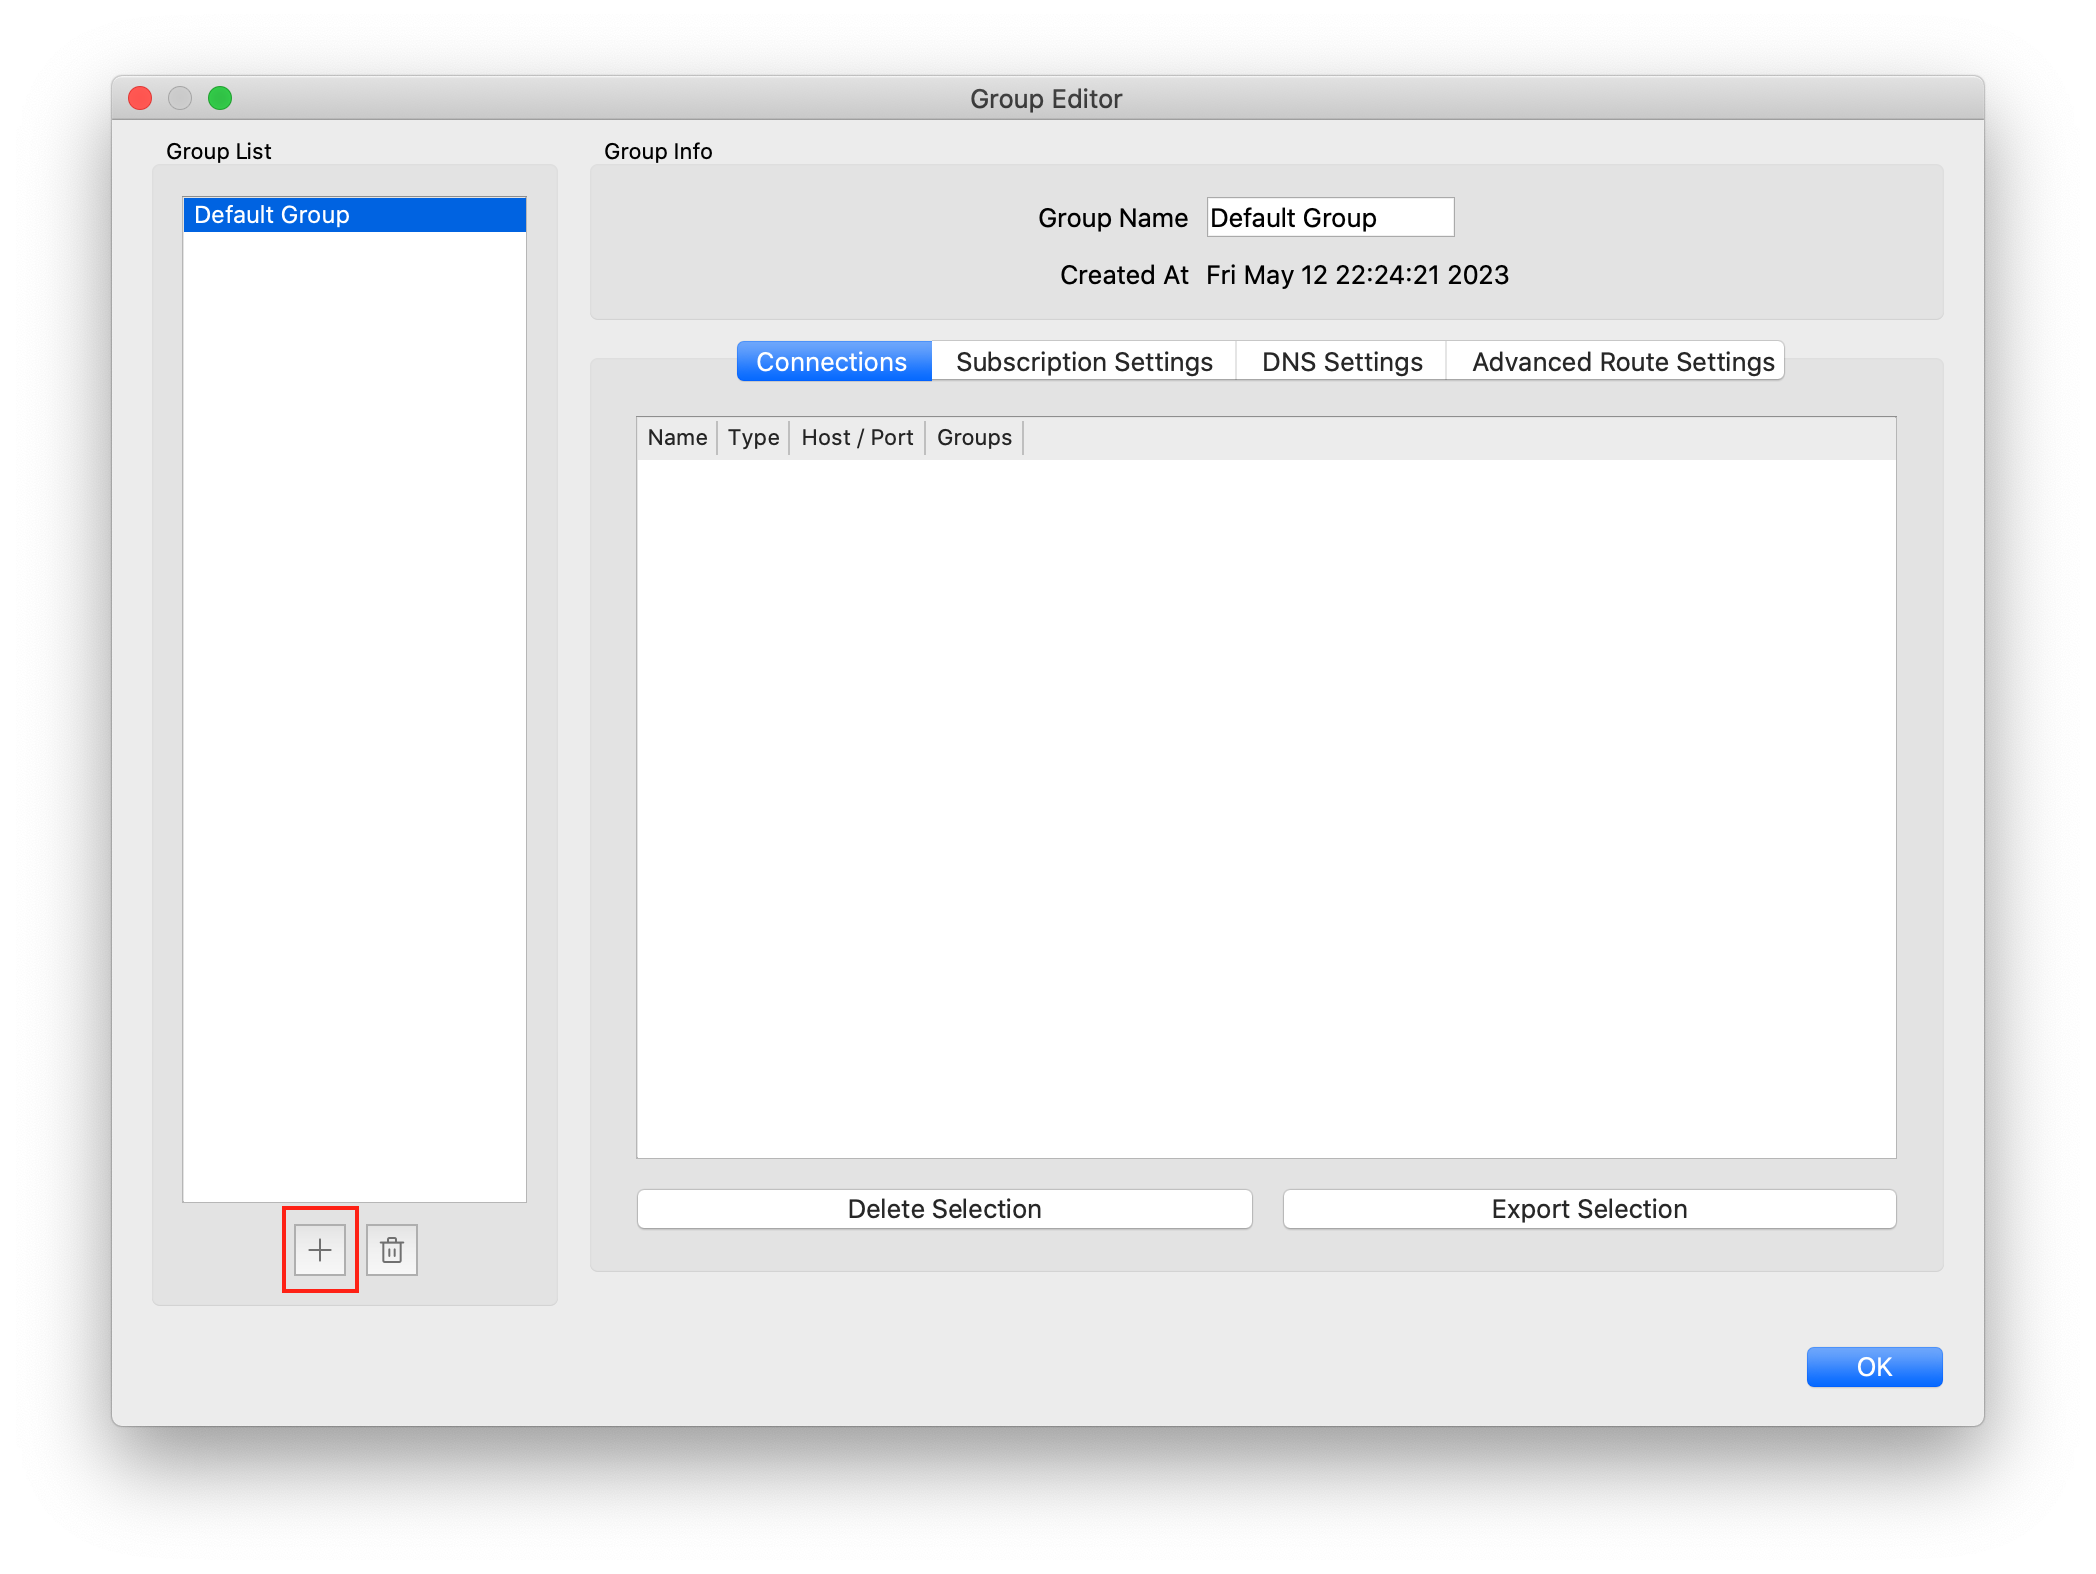 Group Editor
Group List
Default Group
Group Info
Group Name Default Group
Created At Fri May 12 22:24:21 2023
Connections Subscription Settings DNS Settings Advanced Route Settings
Name Type Host / Port Groups
Delete Selection Export Selection
OK